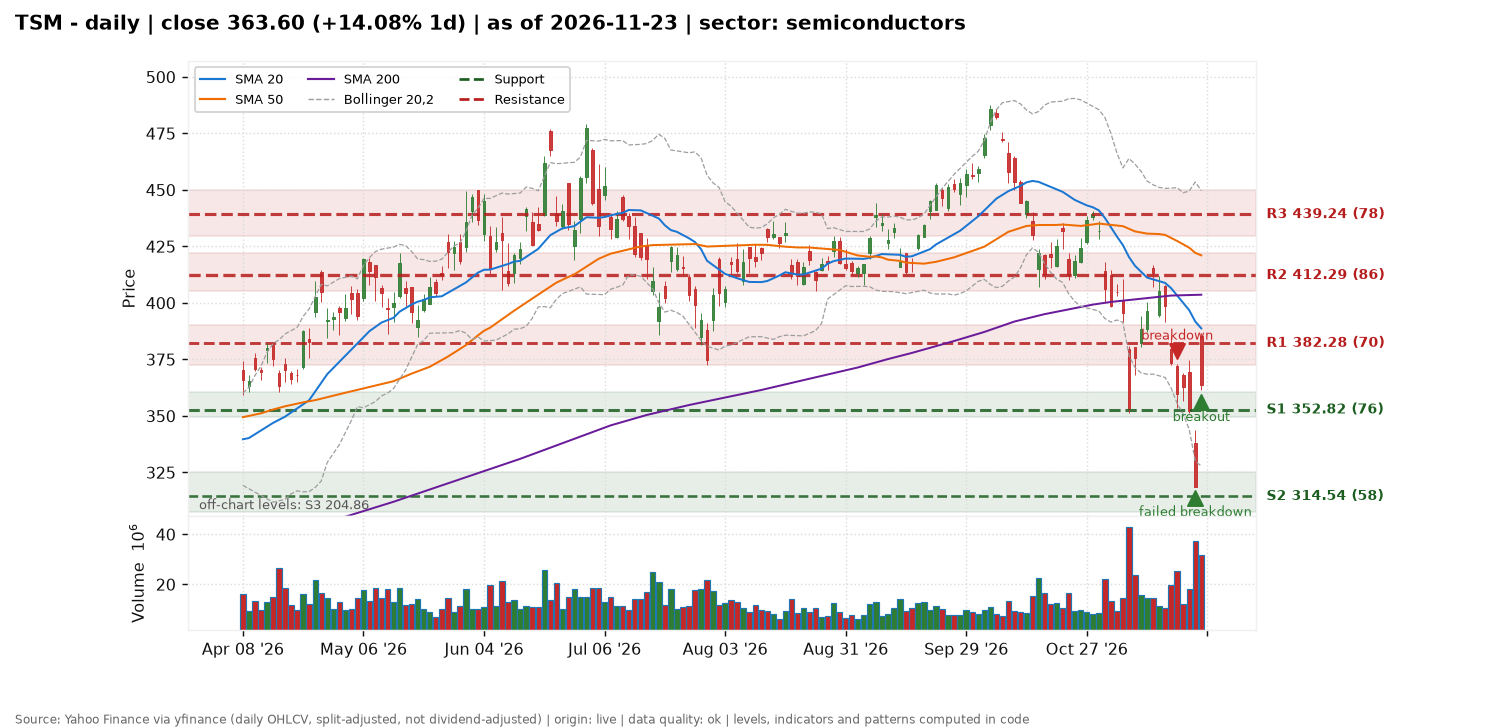 TSM - daily | close 363.60 (+14.08% 1d) | as of 2026-11-23 | sector: semiconductors
SMA 20
SMA 50
SMA 200
Bollinger 20,2
Support
Resistance
Price
500
475
450
425
400
375
350
325
R3 439.24 (78)
R2 412.29 (86)
R1 382.28 (70)
S1 352.82 (76)
S2 314.54 (58)
breakdown
breakout
failed breakdown
off-chart levels: S3 204.86
Volume 10⁶
40
20
Apr 08 '26
May 06 '26
Jun 04 '26
Jul 06 '26
Aug 03 '26
Aug 31 '26
Sep 29 '26
Oct 27 '26
Source: Yahoo Finance via yfinance (daily OHLCV, split-adjusted, not dividend-adjusted) | origin: live | data quality: ok | levels, indicators and patterns computed in code